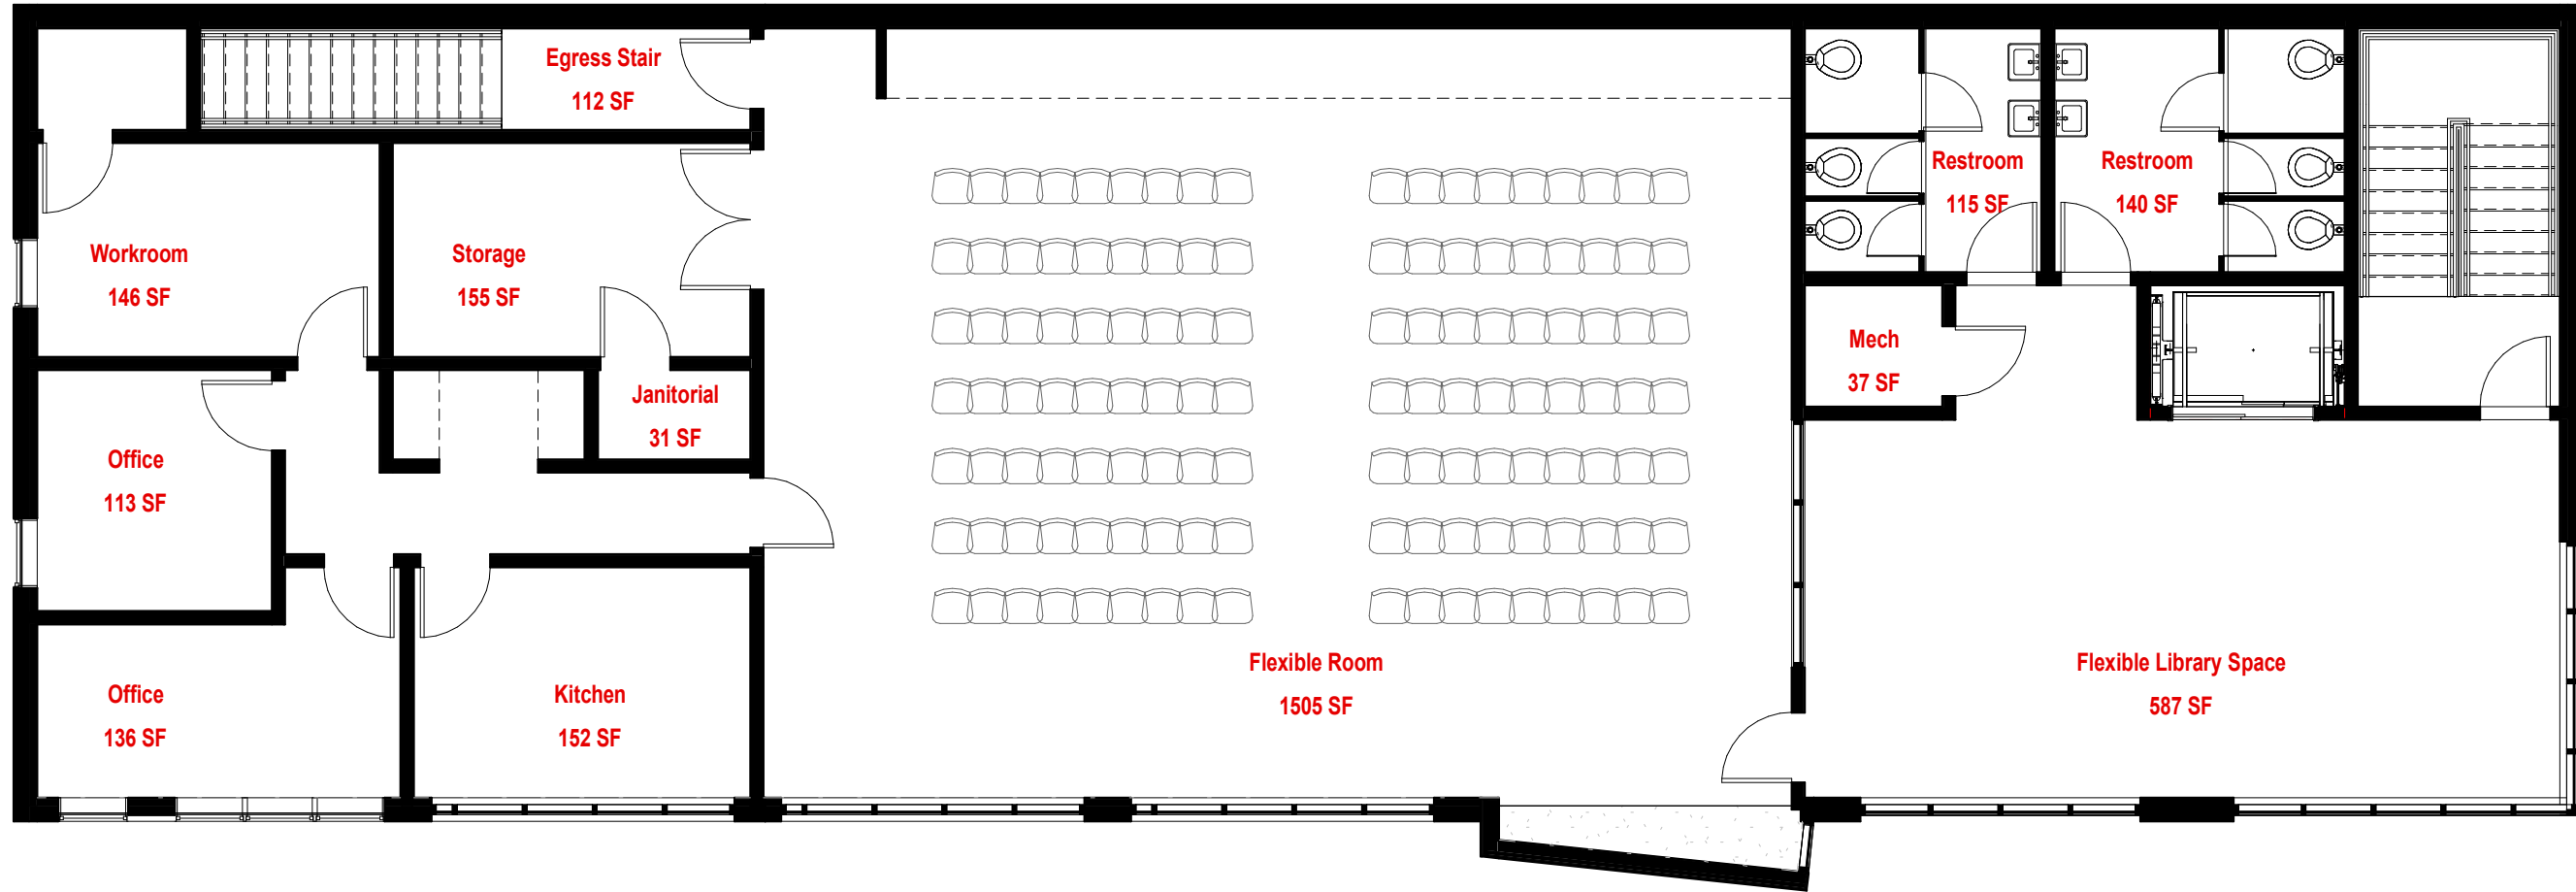 Egress Stair
112 SF
Restroom
115 SF
Restroom
140 SF
Workroom
146 SF
Storage
155 SF
Mech
37 SF
Janitorial
31 SF
Office
113 SF
Office
136 SF
Kitchen
152 SF
Flexible Room
1505 SF
Flexible Library Space
587 SF